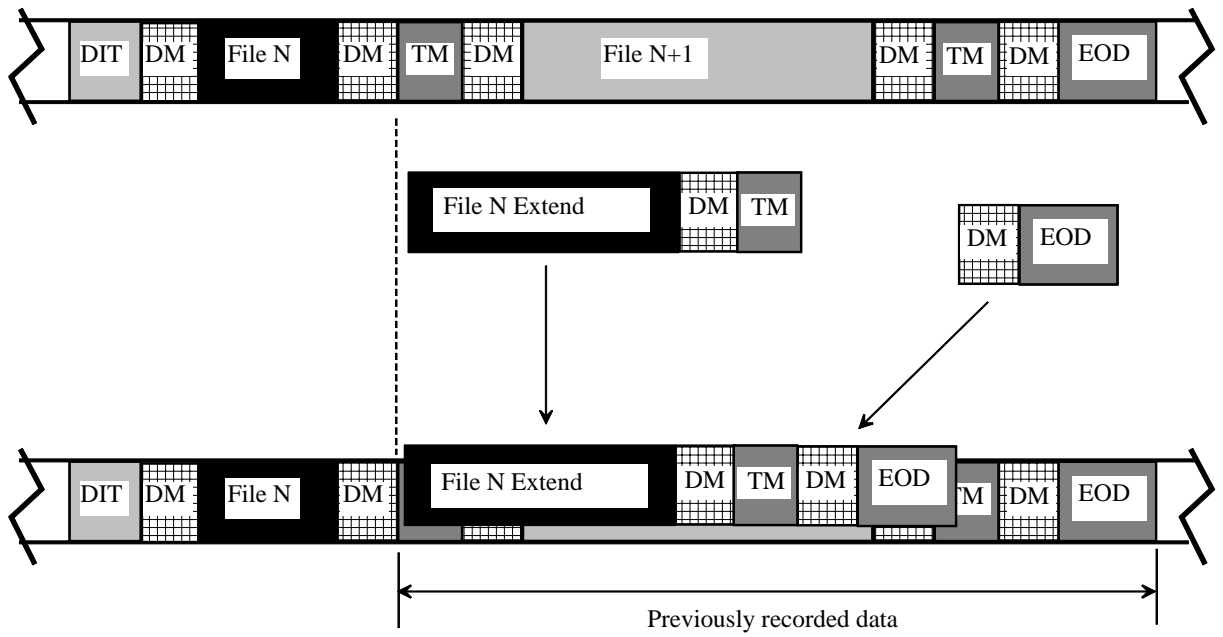 DIT DM File N DM TM DM File N+1 DM TM DM EOD
File N Extend DM TM
DM EOD
DIT DM File N DM File N Extend DM TM DM EOD TM DM EOD
Previously recorded data